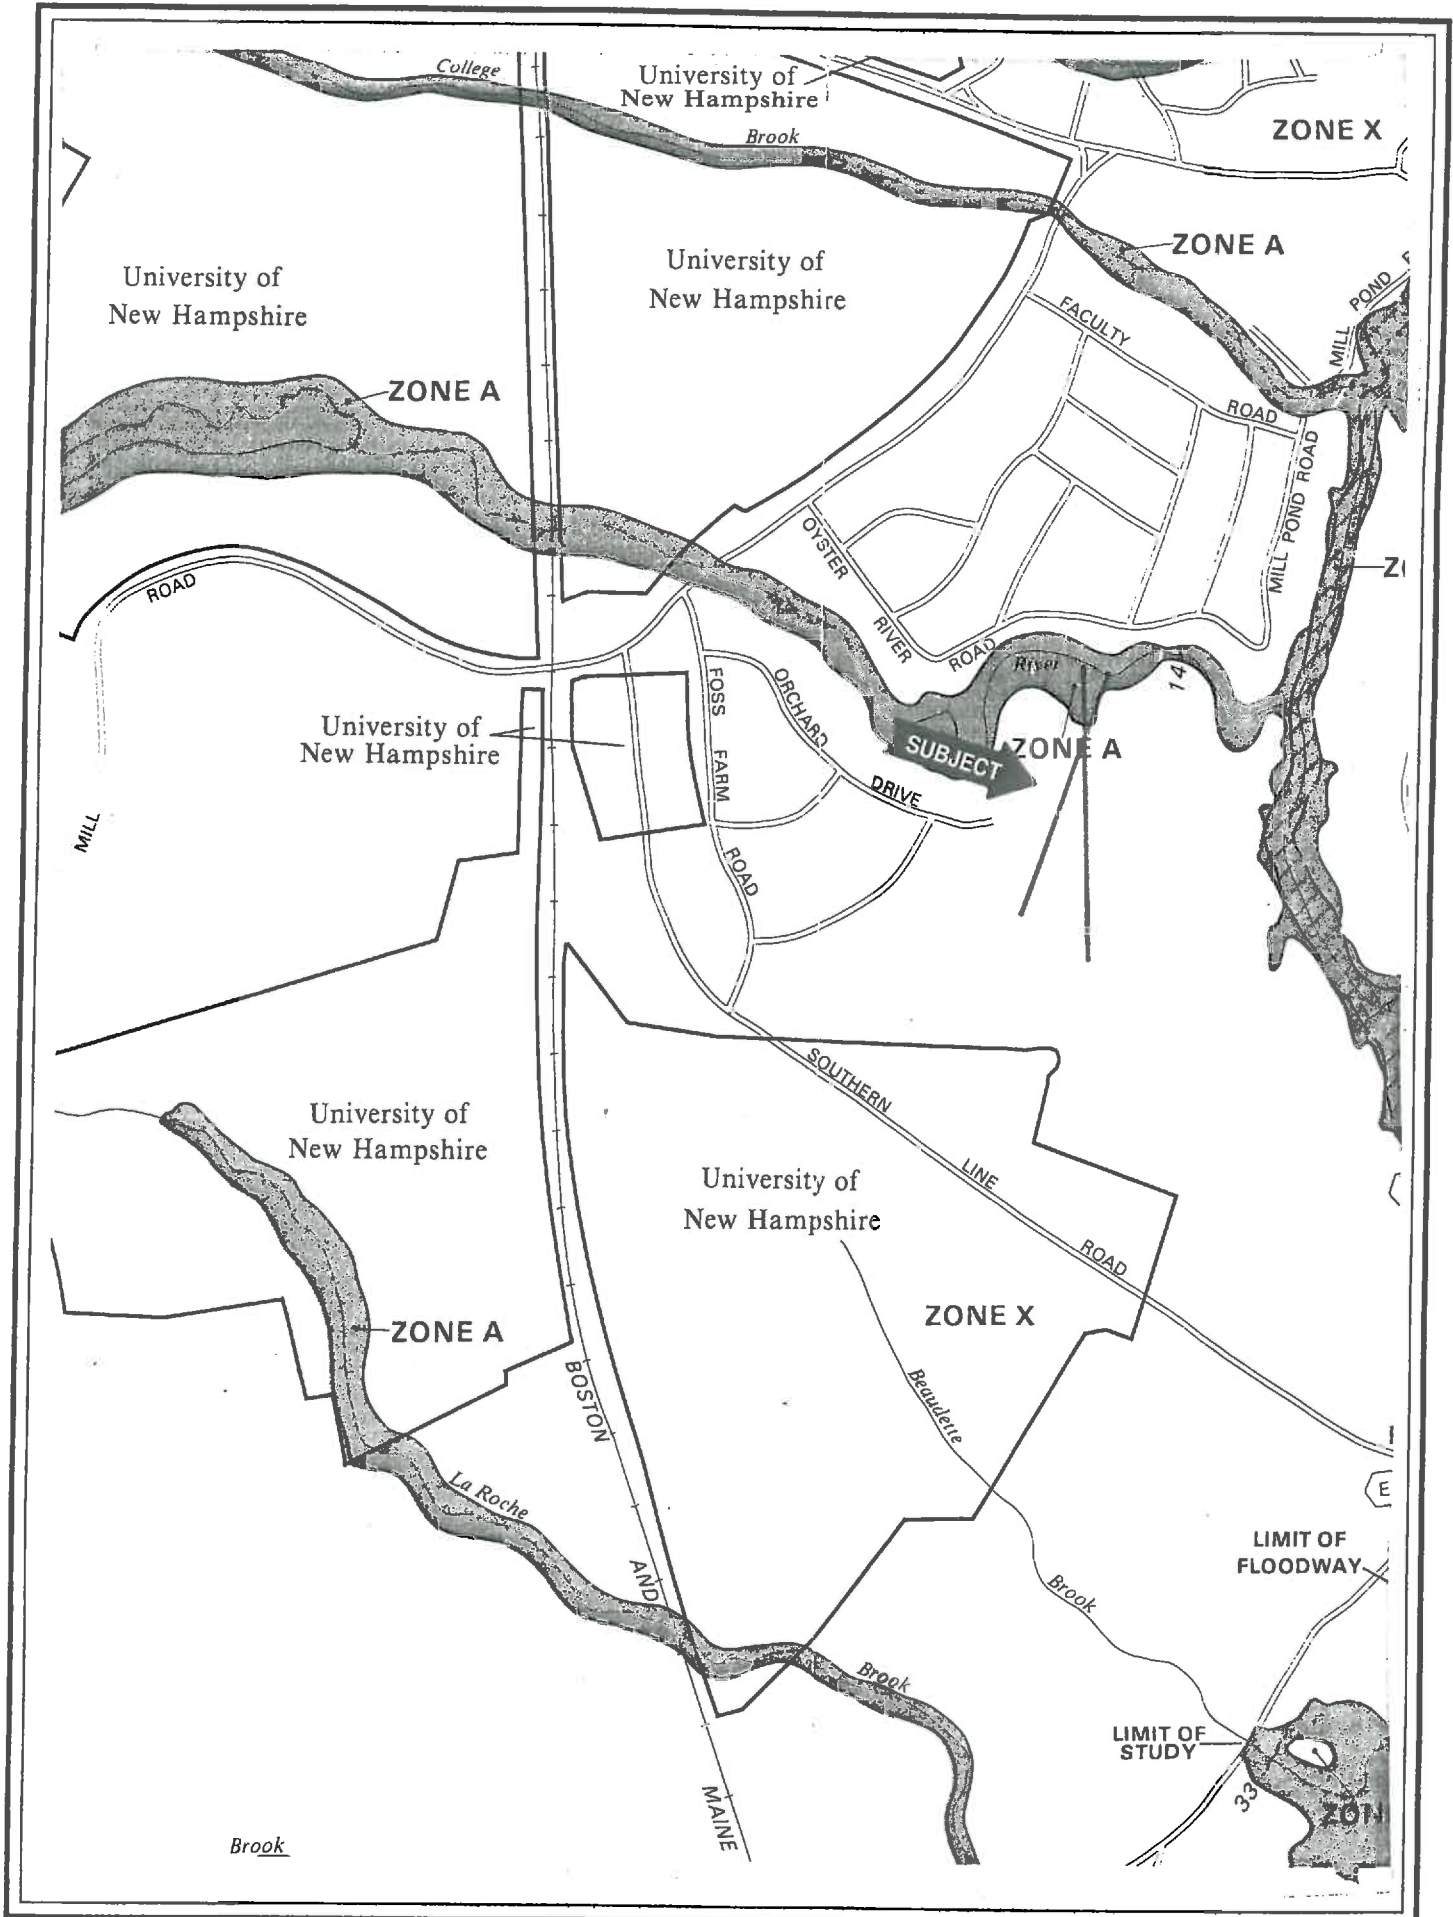 College
University of
New Hampshire
Brook
ZONE X
ZONE A
University of
New Hampshire
University of
New Hampshire
MILL POND
FACULTY
ROAD
ZONE A
MILL POND ROAD
OYSTER
RIVER
ROAD
River
14
ROAD
MILL
FOSS
FARM
ROAD
ORCHARD
DRIVE
University of
New Hampshire
SUBJECT
ZONE A
SOUTHERN
LINE
ROAD
University of
New Hampshire
University of
New Hampshire
ZONE X
ZONE A
BOSTON
AND
MAINE
Beaudette
Brook
La Roche
Brook
E
LIMIT OF
FLOODWAY
LIMIT OF
STUDY
33
Brook